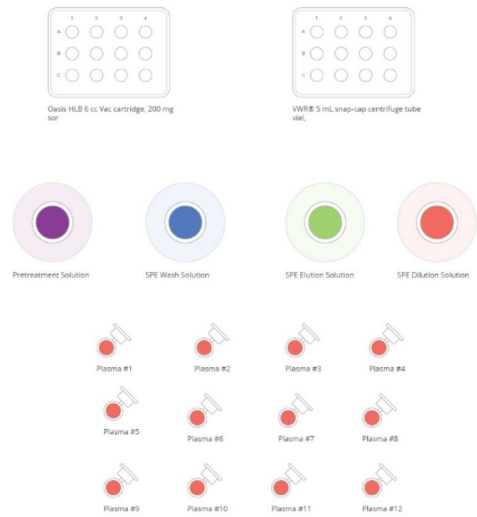 1 2 3 4
A
B
C
1 2 3 4
A
B
C
Oasis HLB 6 cc Vac cartridge, 200 mg
sor
VWR® 5 mL snap-cap centrifuge tube
vial,
Pretreatment Solution
SPE Wash Solution
SPE Elution Solution
SPE Dilution Solution
Plasma #1
Plasma #2
Plasma #3
Plasma #4
Plasma #5
Plasma #6
Plasma #7
Plasma #8
Plasma #9
Plasma #10
Plasma #11
Plasma #12